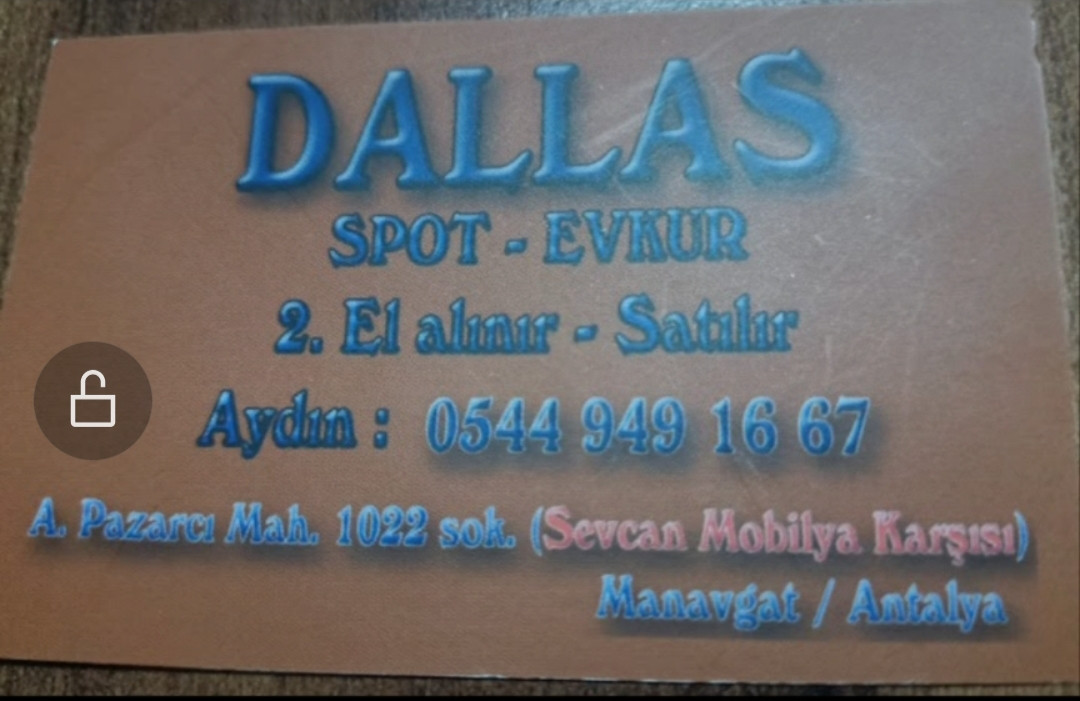 DALLAS
SPOT - EVKUR
2. El alınır - Satılır
Aydın : 0544 949 16 67
A. Pazarcı Mah. 1022 sok. (Sevcan Mobilya Karşısı)
Manavgat / Antalya